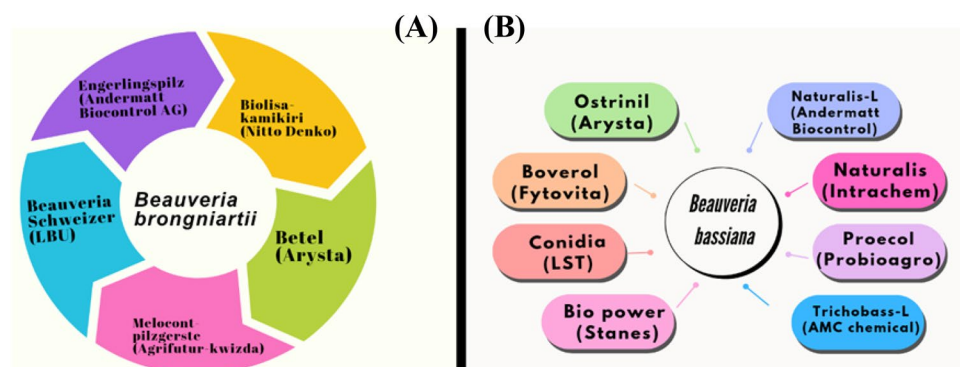 (A)
Engerlingspilz
(Andermatt
Biocontrol AG)
Biolisa-
kamikiri
(Nitto Denko)
Beauveria
Schweizer
(LBU)
Beauveria
brongniartii
Betel
(Arysta)
Melocont-
pilzgerste
(Agrifutur-kwizda)
(B)
Ostrinil
(Arysta)
Naturalis-L
(Andermatt
Biocontrol)
Boverol
(Fytovita)
Naturalis
(Intrachem)
Beauveria
bassiana
Conidia
(LST)
Proecol
(Probioagro)
Bio power
(Stanes)
Trichobass-L
(AMC chemical)